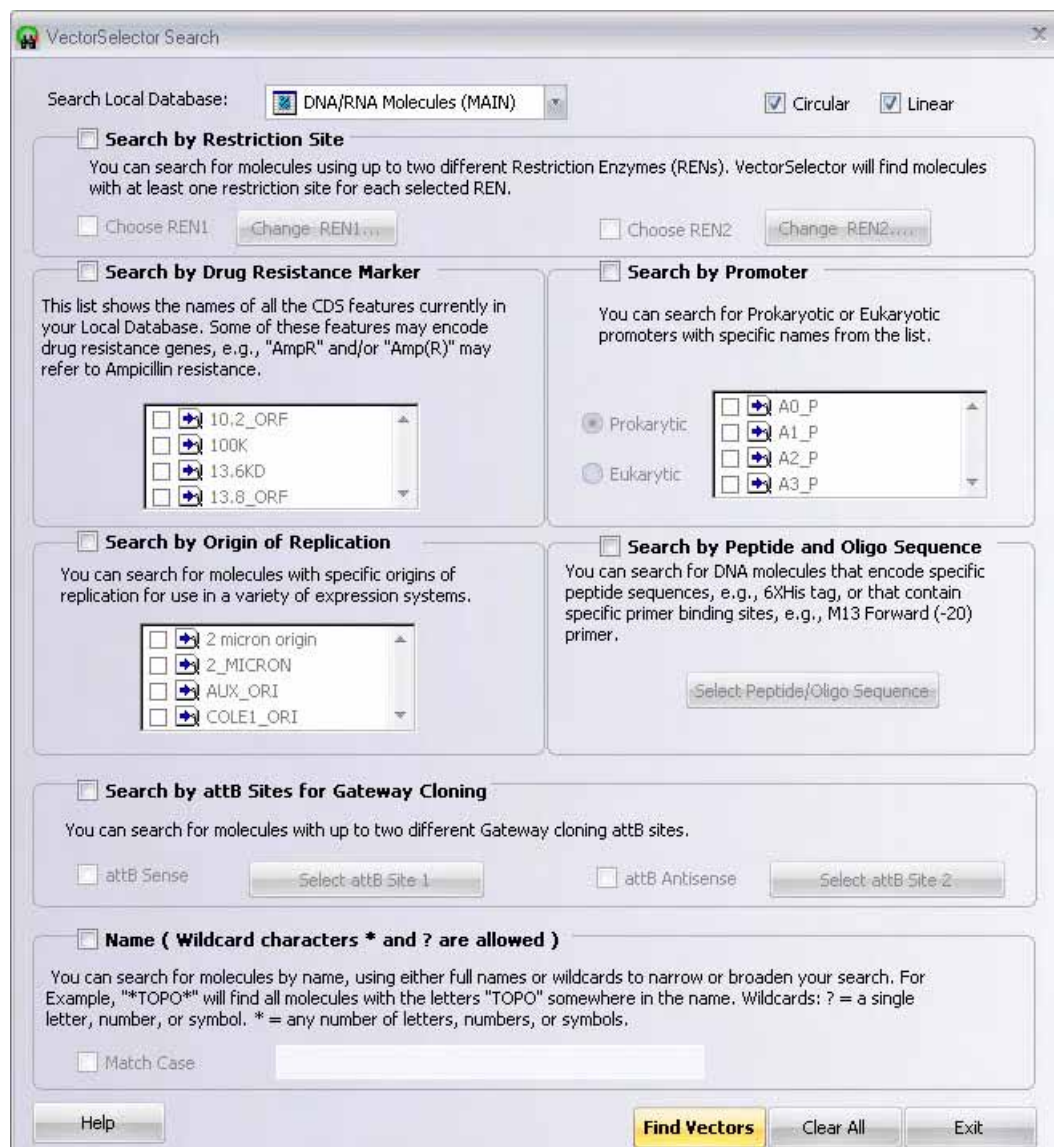 VectorSelector Search
Search Local Database: DNA/RNA Molecules (MAIN) Circular Linear
Search by Restriction Site
You can search for molecules using up to two different Restriction Enzymes (RENs). VectorSelector will find molecules
with at least one restriction site for each selected REN.
Choose REN1 Change REN1... Choose REN2 Change REN2....
Search by Drug Resistance Marker
This list shows the names of all the CDS features currently in
your Local Database. Some of these features may encode
drug resistance genes, e.g., "AmpR" and/or "Amp(R)" may
refer to Ampicillin resistance.
10.2_ORF
100K
13.6KD
13.8_ORF
Search by Promoter
You can search for Prokaryotic or Eukaryotic
promoters with specific names from the list.
Prokarytic
Eukarytic
A0_P
A1_P
A2_P
A3_P
Search by Origin of Replication
You can search for molecules with specific origins of
replication for use in a variety of expression systems.
2 micron origin
2_MICRON
AUX_ORI
COLE1_ORI
Search by Peptide and Oligo Sequence
You can search for DNA molecules that encode specific
peptide sequences, e.g., 6XHis tag, or that contain
specific primer binding sites, e.g., M13 Forward (-20)
primer.
Select Peptide/Oligo Sequence
Search by attB Sites for Gateway Cloning
You can search for molecules with up to two different Gateway cloning attB sites.
attB Sense Select attB Site 1 attB Antisense Select attB Site 2
Name ( Wildcard characters * and ? are allowed )
You can search for molecules by name, using either full names or wildcards to narrow or broaden your search. For
Example, "*TOPO*" will find all molecules with the letters "TOPO" somewhere in the name. Wildcards: ? = a single
letter, number, or symbol. * = any number of letters, numbers, or symbols.
Match Case
Help Find Vectors Clear All Exit